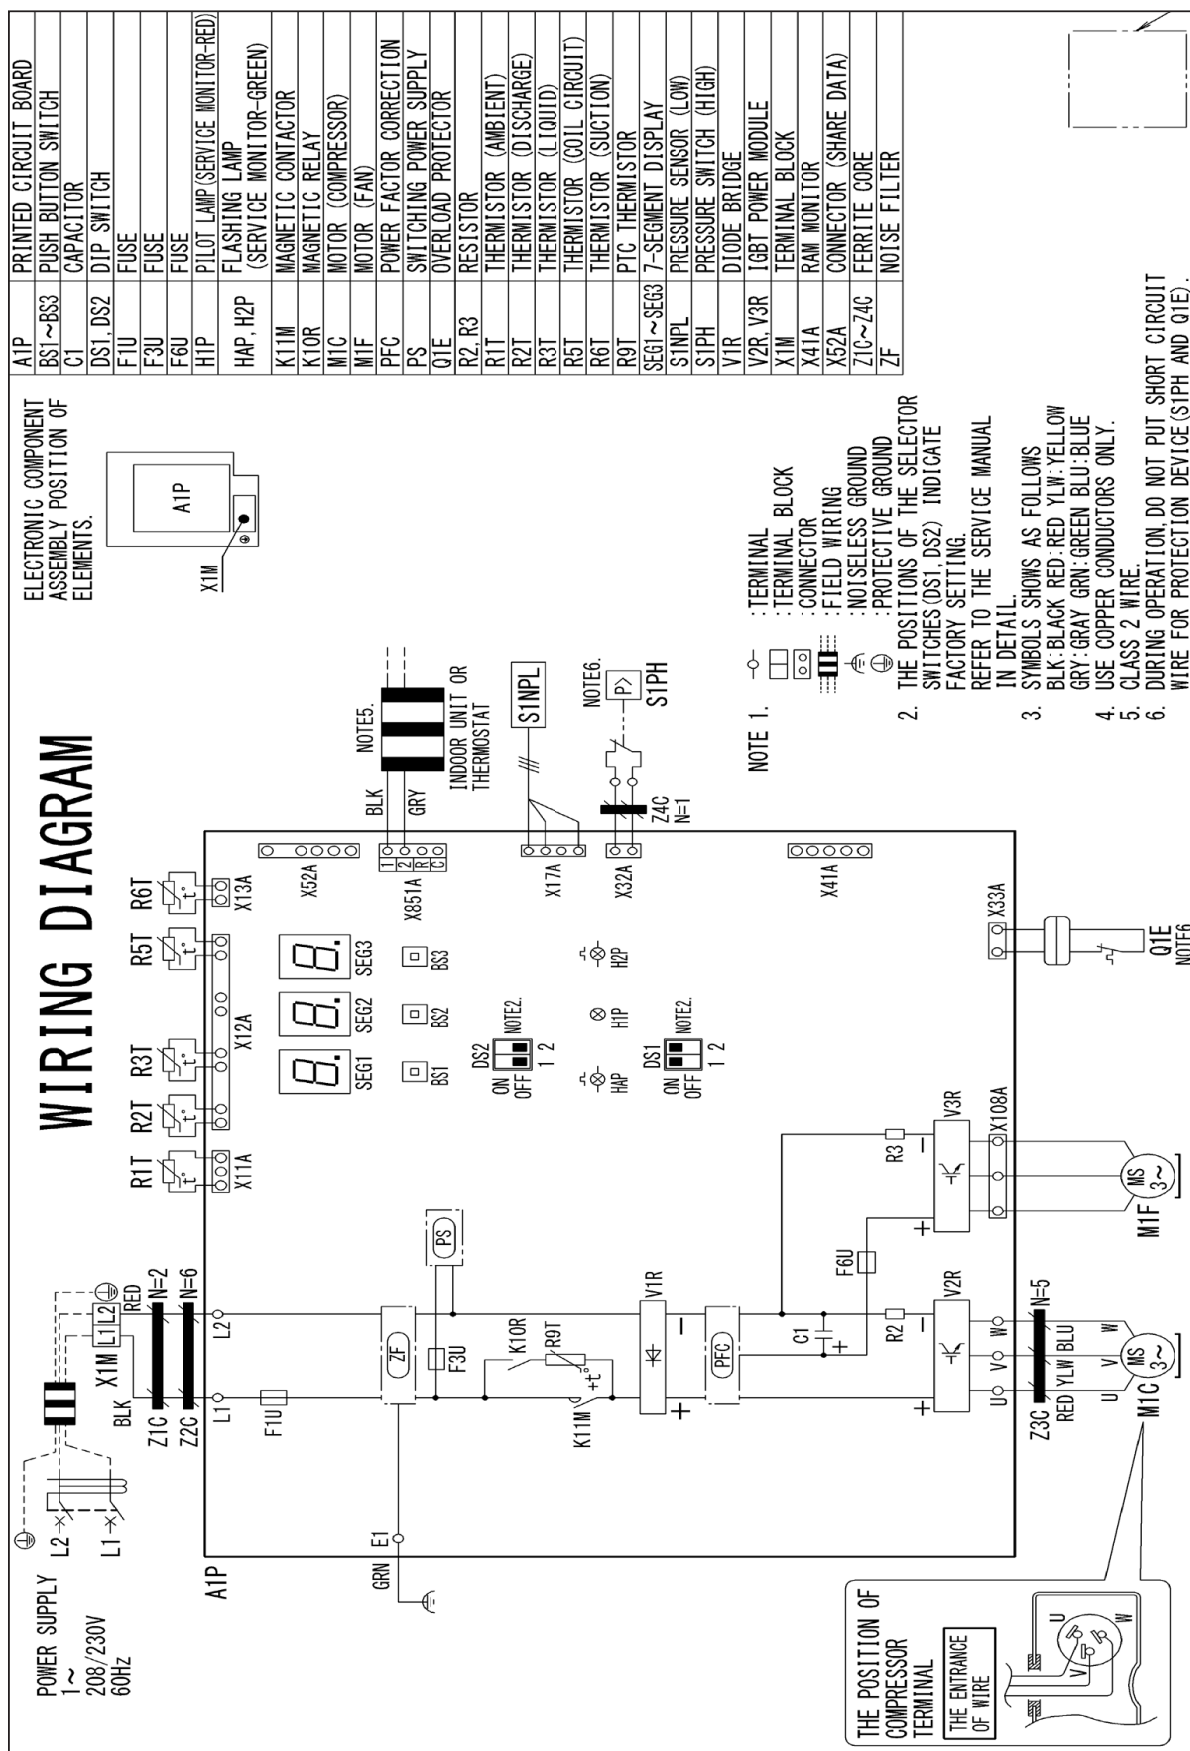 WIRING DIAGRAM
POWER SUPPLY
1~
208/230V
60Hz
L2
L1
X1M
L1 L2
BLK
RED
Z1C
N=2
Z2C
N=6
L1
L2
A1P
GRN
E1
F1U
ZF
F3U
PS
K10R
R9T
+t°
K11M
V1R
+
−
PFC
C1
+
R2
R3
F6U
+
−
V2R
+
−
V3R
X108A
U V W
Z3C
N=5
RED YLW BLU
U V W
MS
3~
M1C
MS
3~
M1F
R1T
t°
R2T
t°
R3T
t°
R5T
t°
R6T
t°
X11A
X12A
X13A
SEG1
SEG2
SEG3
BS1
BS2
BS3
DS2
ON
OFF
1 2
NOTE2.
HAP
H1P
H2P
DS1
ON
OFF
1 2
NOTE2.
X52A
X851A
1
2
R
C
BLK
GRY
NOTE5.
INDOOR UNIT OR
THERMOSTAT
X17A
S1NPL
X32A
Z4C
N=1
NOTE6.
P>
S1PH
X41A
X33A
Q1E
NOTE6
THE POSITION OF
COMPRESSOR
TERMINAL
THE ENTRANCE
OF WIRE
U
V
W
ELECTRONIC COMPONENT
ASSEMBLY POSITION OF
ELEMENTS.
A1P
X1M
NOTE 1.
:TERMINAL
:TERMINAL BLOCK
:CONNECTOR
:FIELD WIRING
:NOISELESS GROUND
:PROTECTIVE GROUND
2. THE POSITIONS OF THE SELECTOR
SWITCHES(DS1,DS2) INDICATE
FACTORY SETTING.
REFER TO THE SERVICE MANUAL
IN DETAIL.
3. SYMBOLS SHOWS AS FOLLOWS
BLK:BLACK RED:RED YLW:YELLOW
GRY:GRAY GRN:GREEN BLU:BLUE
4. USE COPPER CONDUCTORS ONLY.
5. CLASS 2 WIRE.
6. DURING OPERATION,DO NOT PUT SHORT CIRCUIT
WIRE FOR PROTECTION DEVICE(S1PH AND Q1E).
A1P PRINTED CIRCUIT BOARD
BS1~BS3 PUSH BUTTON SWITCH
C1 CAPACITOR
DS1,DS2 DIP SWITCH
F1U FUSE
F3U FUSE
F6U FUSE
H1P PILOT LAMP(SERVICE MONITOR-RED)
HAP,H2P FLASHING LAMP
(SERVICE MONITOR-GREEN)
K11M MAGNETIC CONTACTOR
K10R MAGNETIC RELAY
M1C MOTOR (COMPRESSOR)
M1F MOTOR (FAN)
PFC POWER FACTOR CORRECTION
PS SWITCHING POWER SUPPLY
Q1E OVERLOAD PROTECTOR
R2,R3 RESISTOR
R1T THERMISTOR (AMBIENT)
R2T THERMISTOR (DISCHARGE)
R3T THERMISTOR (LIQUID)
R5T THERMISTOR (COIL CIRCUIT)
R6T THERMISTOR (SUCTION)
R9T PTC THERMISTOR
SEG1~SEG3 7-SEGMENT DISPLAY
S1NPL PRESSURE SENSOR (LOW)
S1PH PRESSURE SWITCH (HIGH)
V1R DIODE BRIDGE
V2R,V3R IGBT POWER MODULE
X1M TERMINAL BLOCK
X41A RAM MONITOR
X52A CONNECTOR (SHARE DATA)
Z1C~Z4C FERRITE CORE
ZF NOISE FILTER